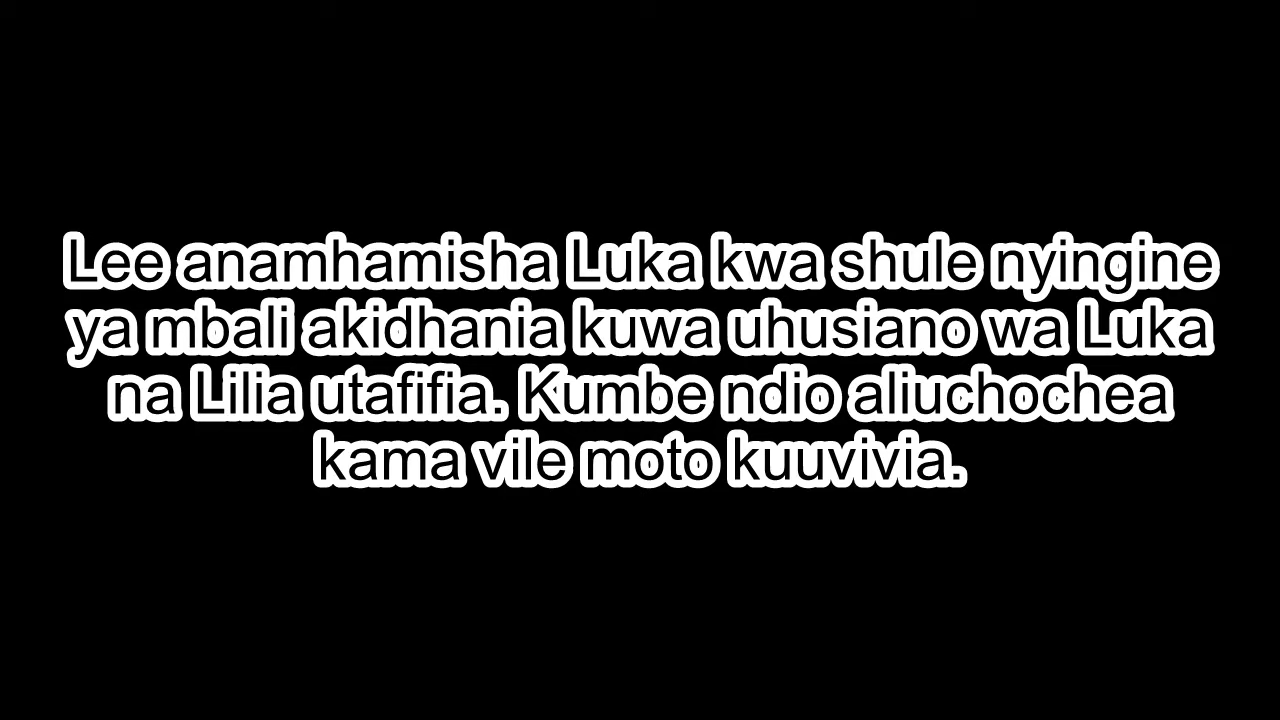 Lee anamhamisha Luka kwa shule nyingine
ya mbali akidhania kuwa uhusiano wa Luka
na Lilia utafifia. Kumbe ndio aliuchochea
kama vile moto kuuvivia.